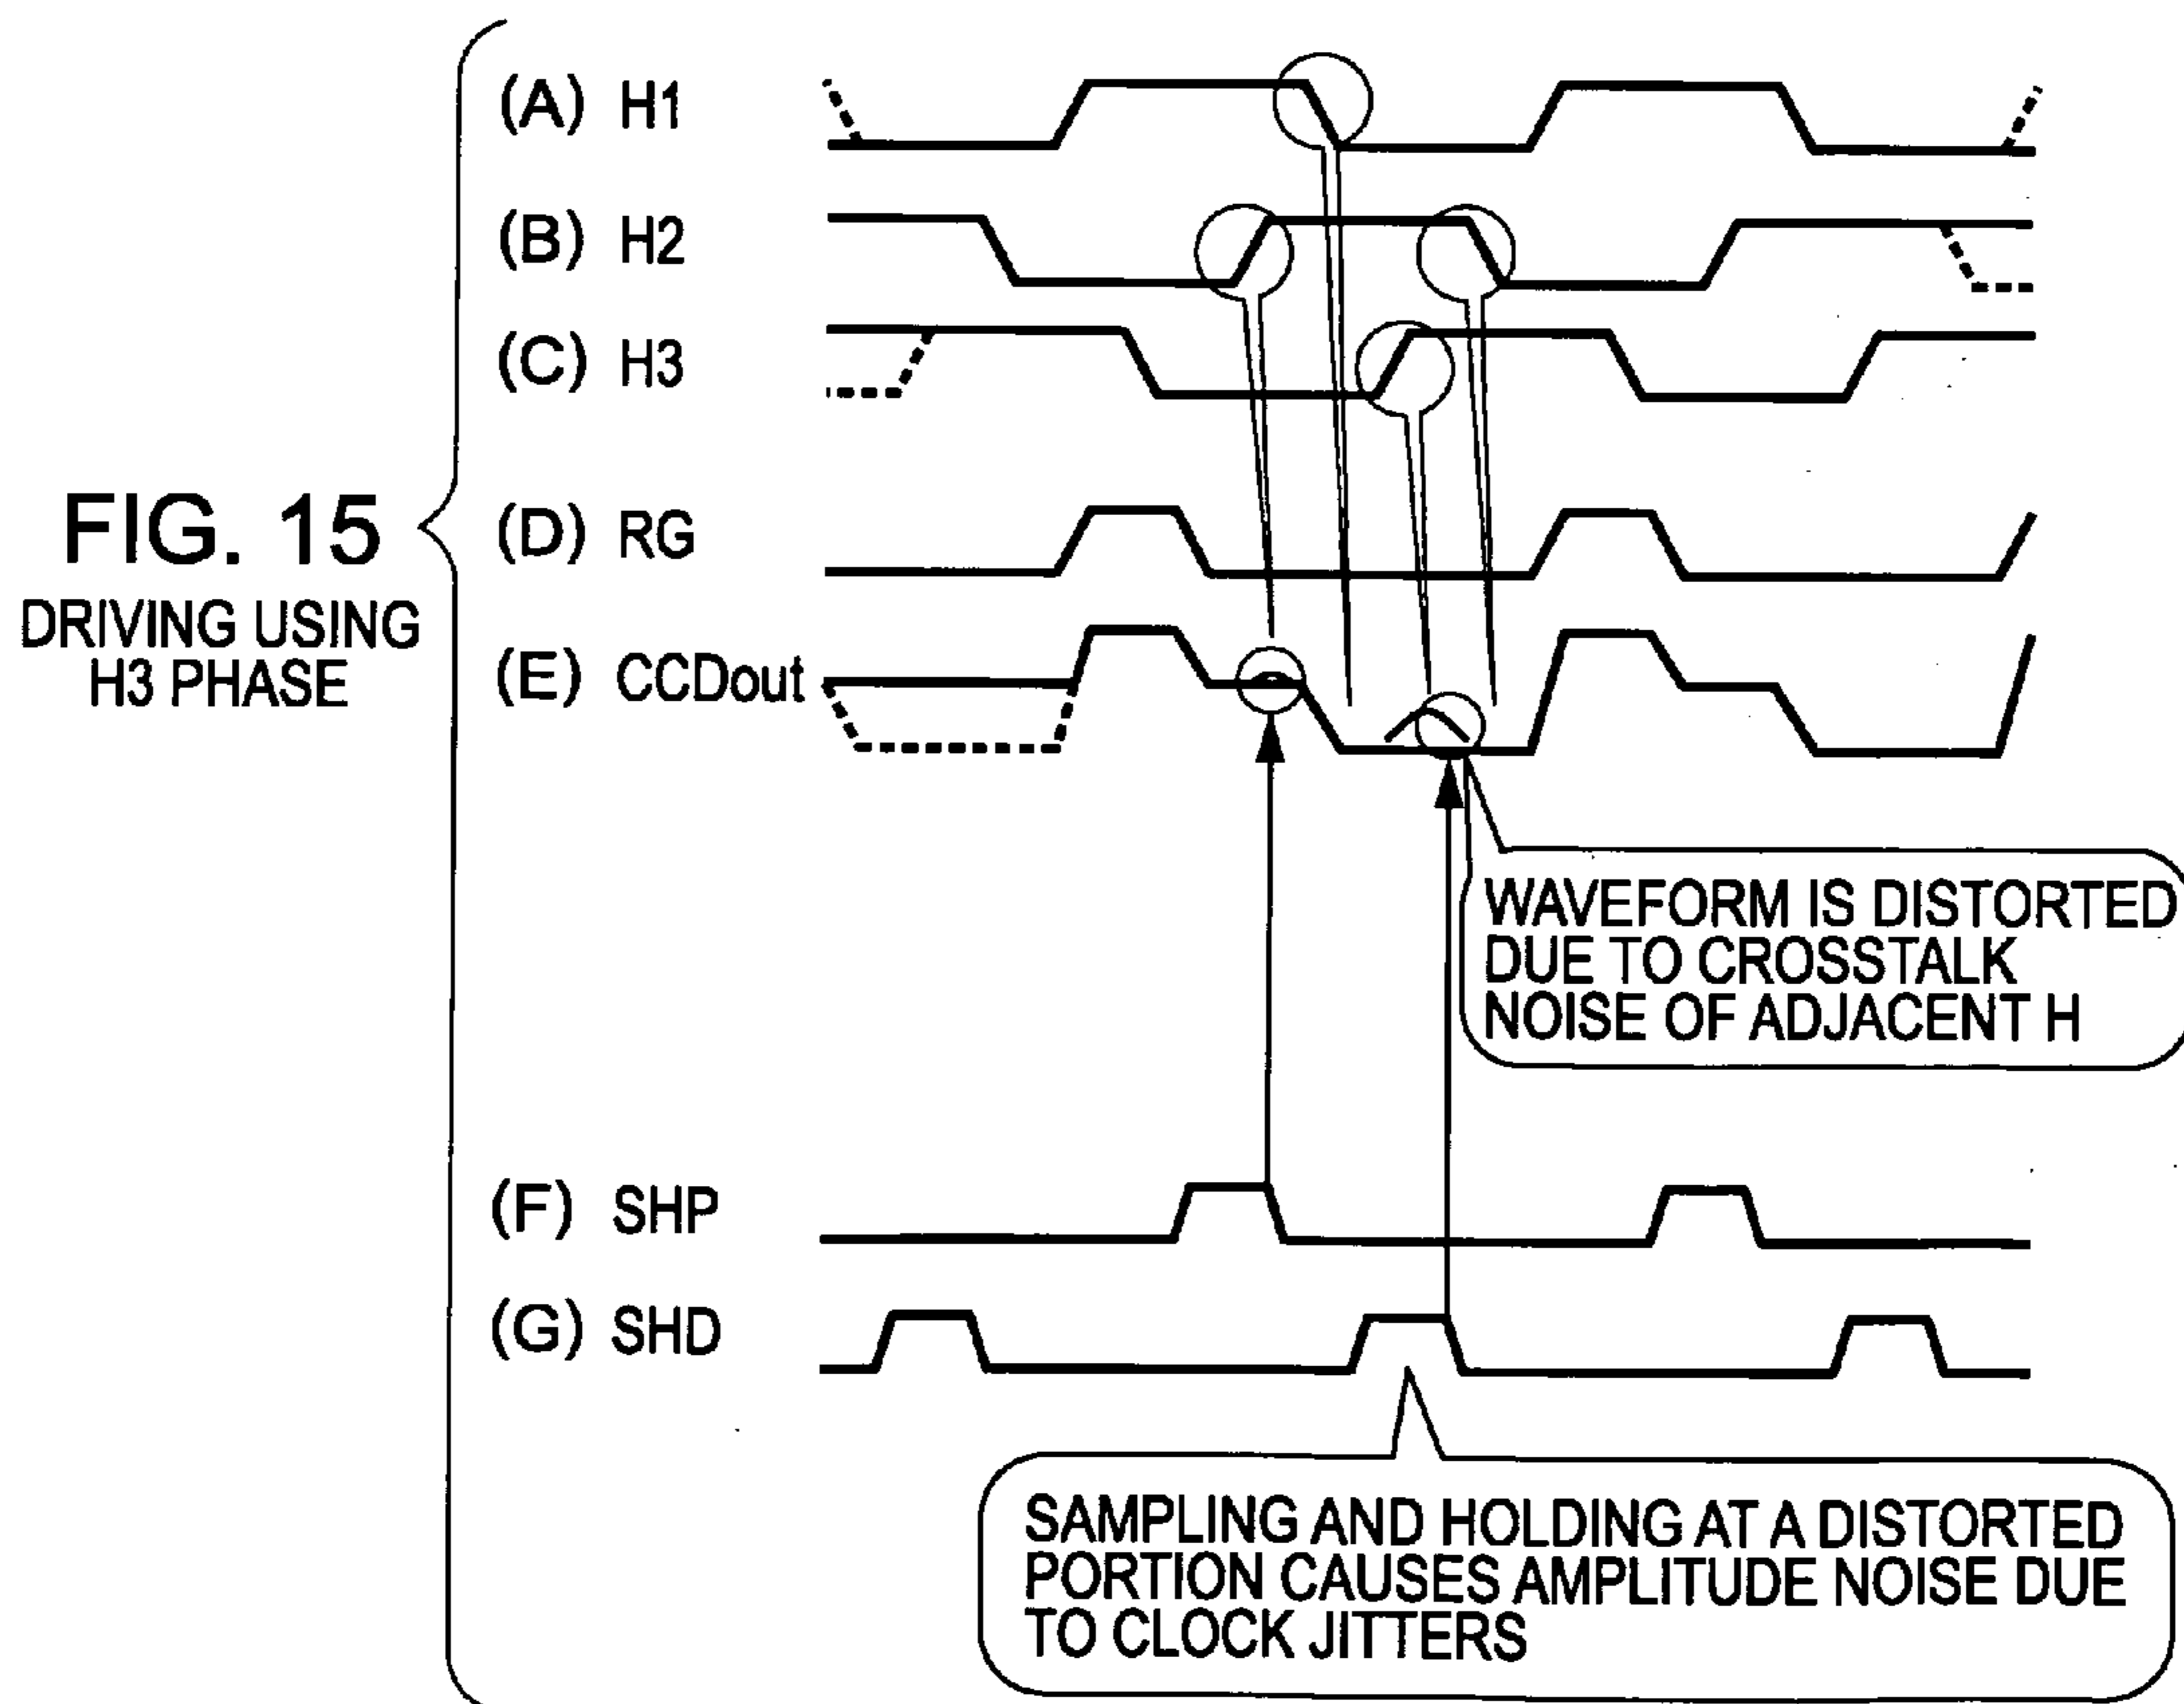 FIG. 15
DRIVING USING
H3 PHASE
(A) H1
(B) H2
(C) H3
(D) RG
(E) CCDout
WAVEFORM IS DISTORTED
DUE TO CROSSTALK
NOISE OF ADJACENT H
(F) SHP
(G) SHD
SAMPLING AND HOLDING AT A DISTORTED
PORTION CAUSES AMPLITUDE NOISE DUE
TO CLOCK JITTERS